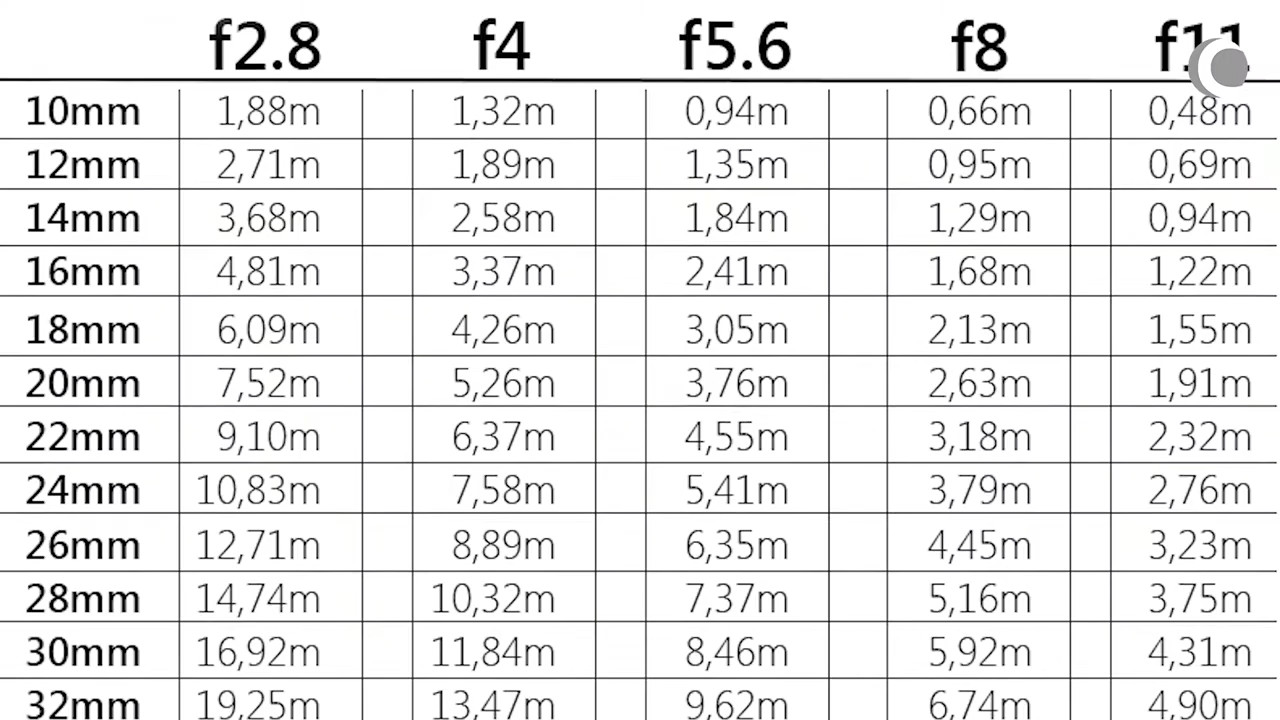 f2.8 f4 f5.6 f8 f11
10mm 1,88m 1,32m 0,94m 0,66m 0,48m
12mm 2,71m 1,89m 1,35m 0,95m 0,69m
14mm 3,68m 2,58m 1,84m 1,29m 0,94m
16mm 4,81m 3,37m 2,41m 1,68m 1,22m
18mm 6,09m 4,26m 3,05m 2,13m 1,55m
20mm 7,52m 5,26m 3,76m 2,63m 1,91m
22mm 9,10m 6,37m 4,55m 3,18m 2,32m
24mm 10,83m 7,58m 5,41m 3,79m 2,76m
26mm 12,71m 8,89m 6,35m 4,45m 3,23m
28mm 14,74m 10,32m 7,37m 5,16m 3,75m
30mm 16,92m 11,84m 8,46m 5,92m 4,31m
32mm 19,25m 13,47m 9,62m 6,74m 4,90m